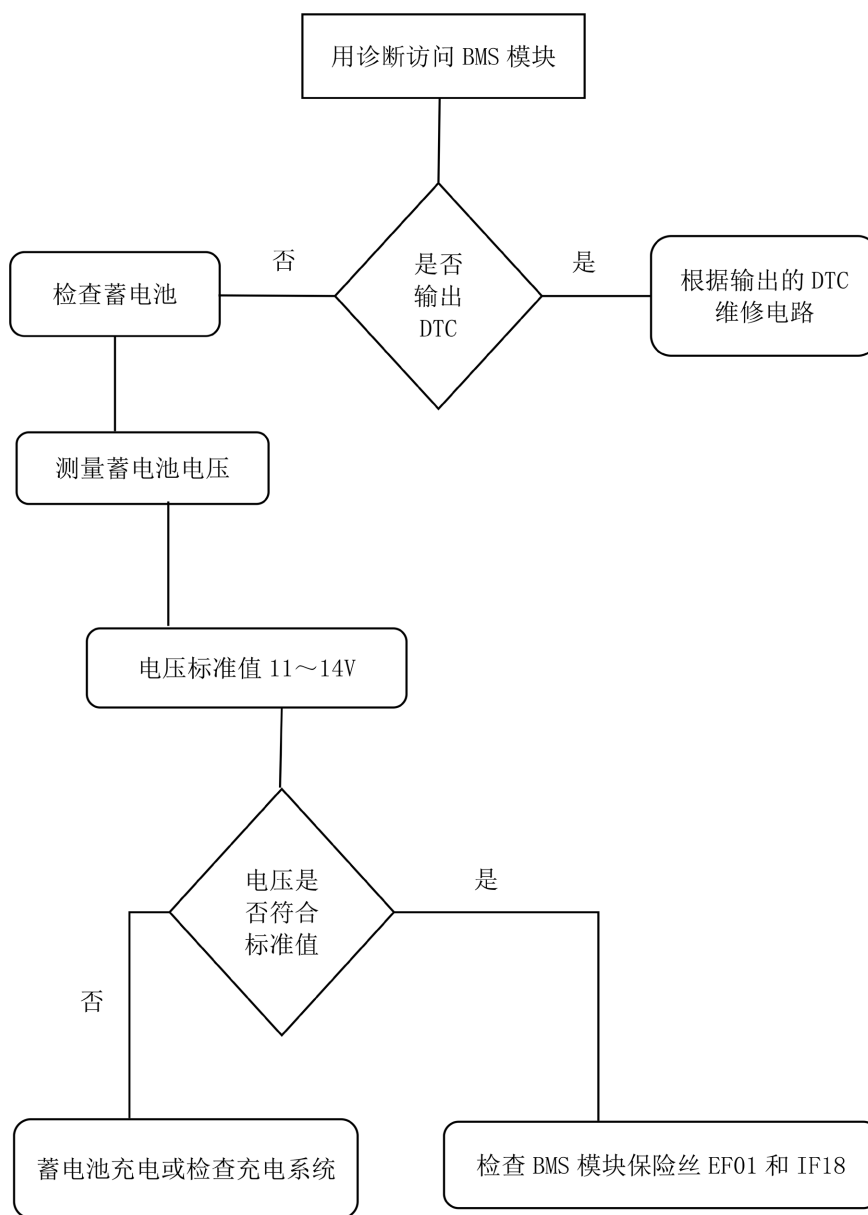 用诊断访问 BMS 模块
否
是
检查蓄电池
是否
输出
DTC
根据输出的 DTC
维修电路
测量蓄电池电压
电压标准值 11～14V
电压是
否符合
标准值
是
否
蓄电池充电或检查充电系统
检查 BMS 模块保险丝 EF01 和 IF18